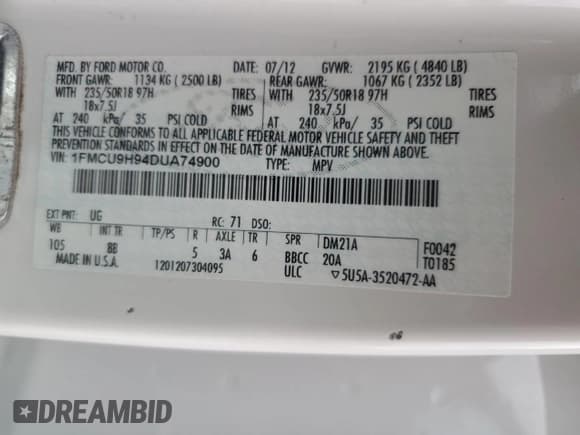 MFD. BY FORD MOTOR CO. DATE: 07/12 GVWR: 2195 KG ( 4840 LB)
FRONT GAWR: 1134 KG ( 2500 LB) REAR GAWR: 1067 KG ( 2352 LB)
WITH 235/50R18 97H TIRES WITH 235/50R18 97H TIRES
18x7.5J RIMS 18x7.5J RIMS
AT 240 kPa/ 35 PSI COLD AT 240 kPa/ 35 PSI COLD
THIS VEHICLE CONFORMS TO ALL APPLICABLE FEDERAL MOTOR VEHICLE SAFETY AND THEFT
PREVENTION STANDARDS IN EFFECT ON THE DATE OF MANUFACTURE SHOWN ABOVE.
VIN: 1FMCU9H94DUA74900 TYPE: MPV
EXT PNT: UG RC: 71 DSO:
WB INT TR TP/PS R AXLE TR SPR DM21A F0042
105 BB 5 3A 6 BBCC 20A T0185
MADE IN U.S.A. 1201207304095 ULC 5U5A-3520472-AA
DREAMBID